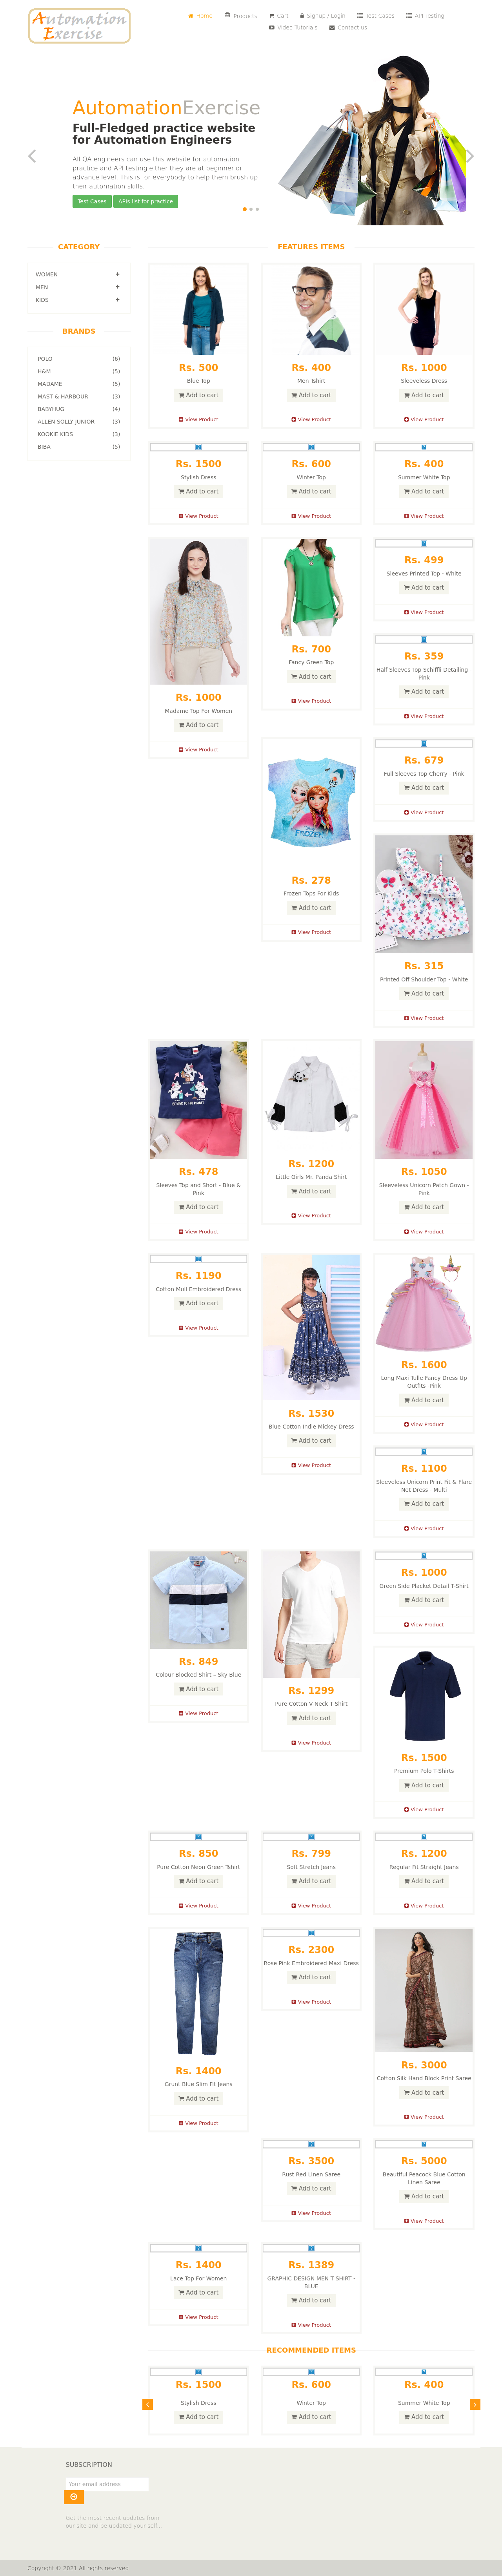 Automation
Exercise
Home
Products
Cart
Signup / Login
Test Cases
API Testing
Video Tutorials
Contact us
AutomationExercise
Full-Fledged practice website
for Automation Engineers
All QA engineers can use this website for automation
practice and API testing either they are at beginner or
advance level. This is for everybody to help them brush up
their automation skills.
Test Cases
APIs list for practice
CATEGORY
WOMEN
MEN
KIDS
BRANDS
POLO (6)
H&M (5)
MADAME (5)
MAST & HARBOUR (3)
BABYHUG (4)
ALLEN SOLLY JUNIOR (3)
KOOKIE KIDS (3)
BIBA (5)
FEATURES ITEMS
Rs. 500
Blue Top
Add to cart
View Product
Rs. 400
Men Tshirt
Add to cart
View Product
Rs. 1000
Sleeveless Dress
Add to cart
View Product
Rs. 1500
Stylish Dress
Add to cart
View Product
Rs. 600
Winter Top
Add to cart
View Product
Rs. 400
Summer White Top
Add to cart
View Product
Rs. 1000
Madame Top For Women
Add to cart
View Product
Rs. 700
Fancy Green Top
Add to cart
View Product
Rs. 499
Sleeves Printed Top - White
Add to cart
View Product
Rs. 359
Half Sleeves Top Schiffli Detailing -
Pink
Add to cart
View Product
FROZEN
Rs. 278
Frozen Tops For Kids
Add to cart
View Product
Rs. 679
Full Sleeves Top Cherry - Pink
Add to cart
View Product
Rs. 315
Printed Off Shoulder Top - White
Add to cart
View Product
Rs. 478
Sleeves Top and Short - Blue &
Pink
Add to cart
View Product
Rs. 1200
Little Girls Mr. Panda Shirt
Add to cart
View Product
Rs. 1050
Sleeveless Unicorn Patch Gown -
Pink
Add to cart
View Product
Rs. 1190
Cotton Mull Embroidered Dress
Add to cart
View Product
Rs. 1530
Blue Cotton Indie Mickey Dress
Add to cart
View Product
Rs. 1600
Long Maxi Tulle Fancy Dress Up
Outfits -Pink
Add to cart
View Product
Rs. 1100
Sleeveless Unicorn Print Fit & Flare
Net Dress - Multi
Add to cart
View Product
Rs. 849
Colour Blocked Shirt – Sky Blue
Add to cart
View Product
Rs. 1299
Pure Cotton V-Neck T-Shirt
Add to cart
View Product
Rs. 1000
Green Side Placket Detail T-Shirt
Add to cart
View Product
Rs. 1500
Premium Polo T-Shirts
Add to cart
View Product
Rs. 850
Pure Cotton Neon Green Tshirt
Add to cart
View Product
Rs. 799
Soft Stretch Jeans
Add to cart
View Product
Rs. 1200
Regular Fit Straight Jeans
Add to cart
View Product
Rs. 1400
Grunt Blue Slim Fit Jeans
Add to cart
View Product
Rs. 2300
Rose Pink Embroidered Maxi Dress
Add to cart
View Product
Rs. 3000
Cotton Silk Hand Block Print Saree
Add to cart
View Product
Rs. 3500
Rust Red Linen Saree
Add to cart
View Product
Rs. 5000
Beautiful Peacock Blue Cotton
Linen Saree
Add to cart
View Product
Rs. 1400
Lace Top For Women
Add to cart
View Product
Rs. 1389
GRAPHIC DESIGN MEN T SHIRT -
BLUE
Add to cart
View Product
RECOMMENDED ITEMS
Rs. 1500
Stylish Dress
Add to cart
Rs. 600
Winter Top
Add to cart
Rs. 400
Summer White Top
Add to cart
SUBSCRIPTION
Your email address
Get the most recent updates from
our site and be updated your self...
Copyright © 2021 All rights reserved